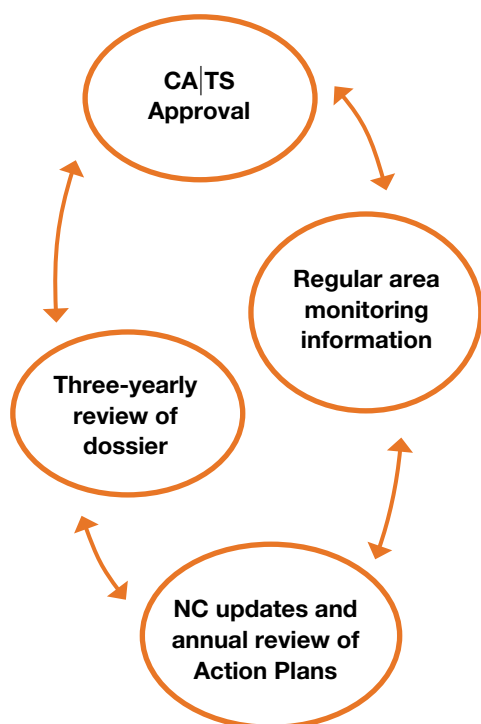 CA|TS
Approval
Regular area
monitoring
information
Three-yearly
review of
dossier
NC updates and
annual review of
Action Plans